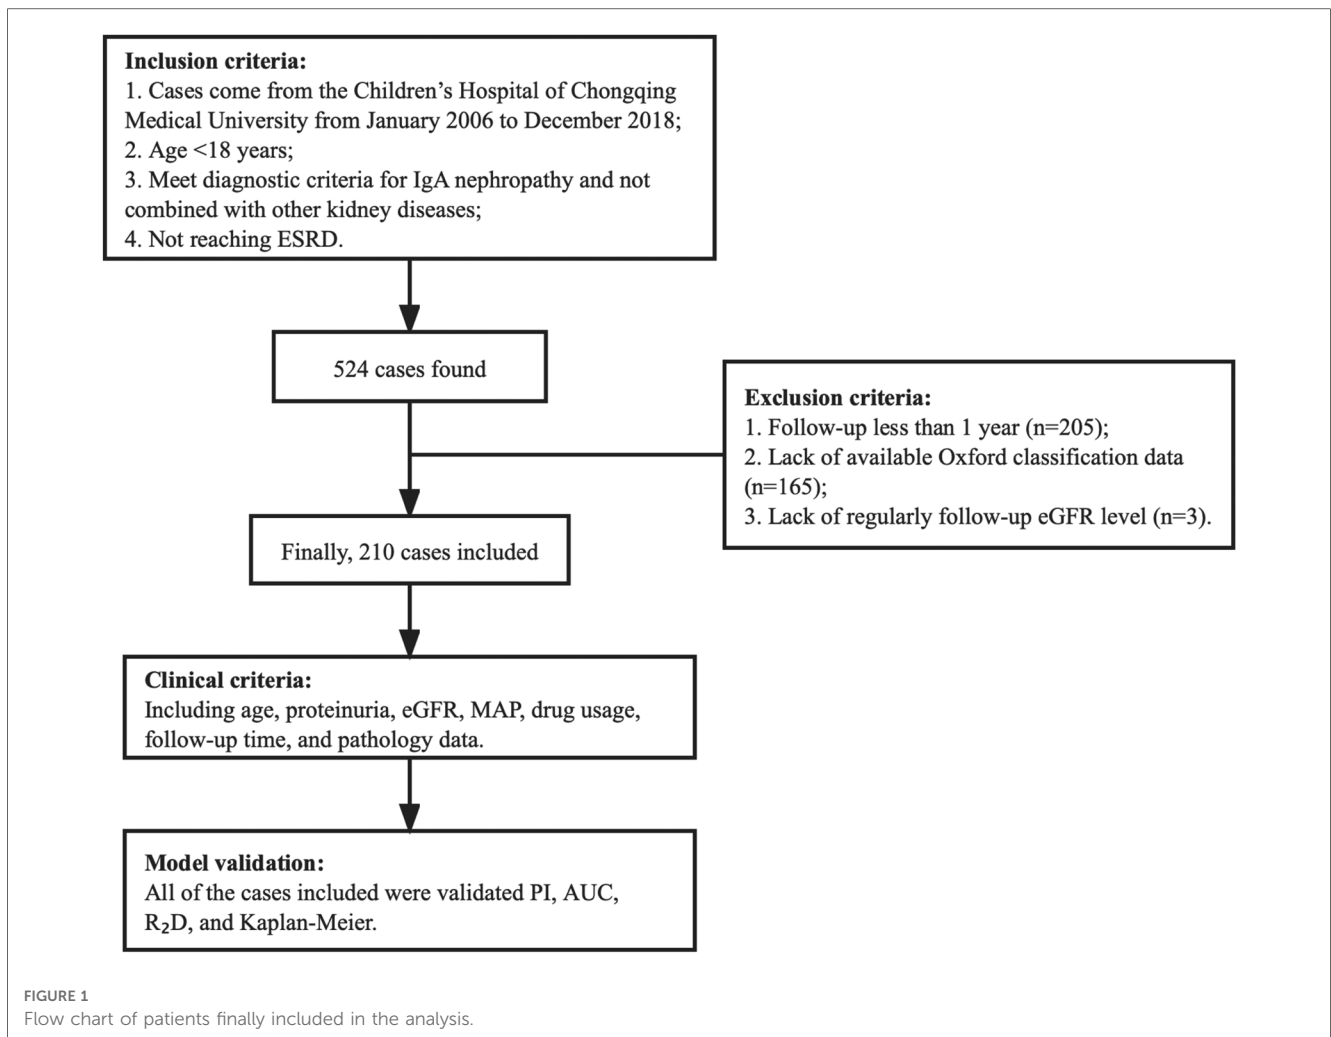 Inclusion criteria:
1. Cases come from the Children’s Hospital of Chongqing
Medical University from January 2006 to December 2018;
2. Age <18 years;
3. Meet diagnostic criteria for IgA nephropathy and not
combined with other kidney diseases;
4. Not reaching ESRD.
524 cases found
Exclusion criteria:
1. Follow-up less than 1 year (n=205);
2. Lack of available Oxford classification data
(n=165);
3. Lack of regularly follow-up eGFR level (n=3).
Finally, 210 cases included
Clinical criteria:
Including age, proteinuria, eGFR, MAP, drug usage,
follow-up time, and pathology data.
Model validation:
All of the cases included were validated PI, AUC,
R₂D, and Kaplan-Meier.
FIGURE 1
Flow chart of patients finally included in the analysis.